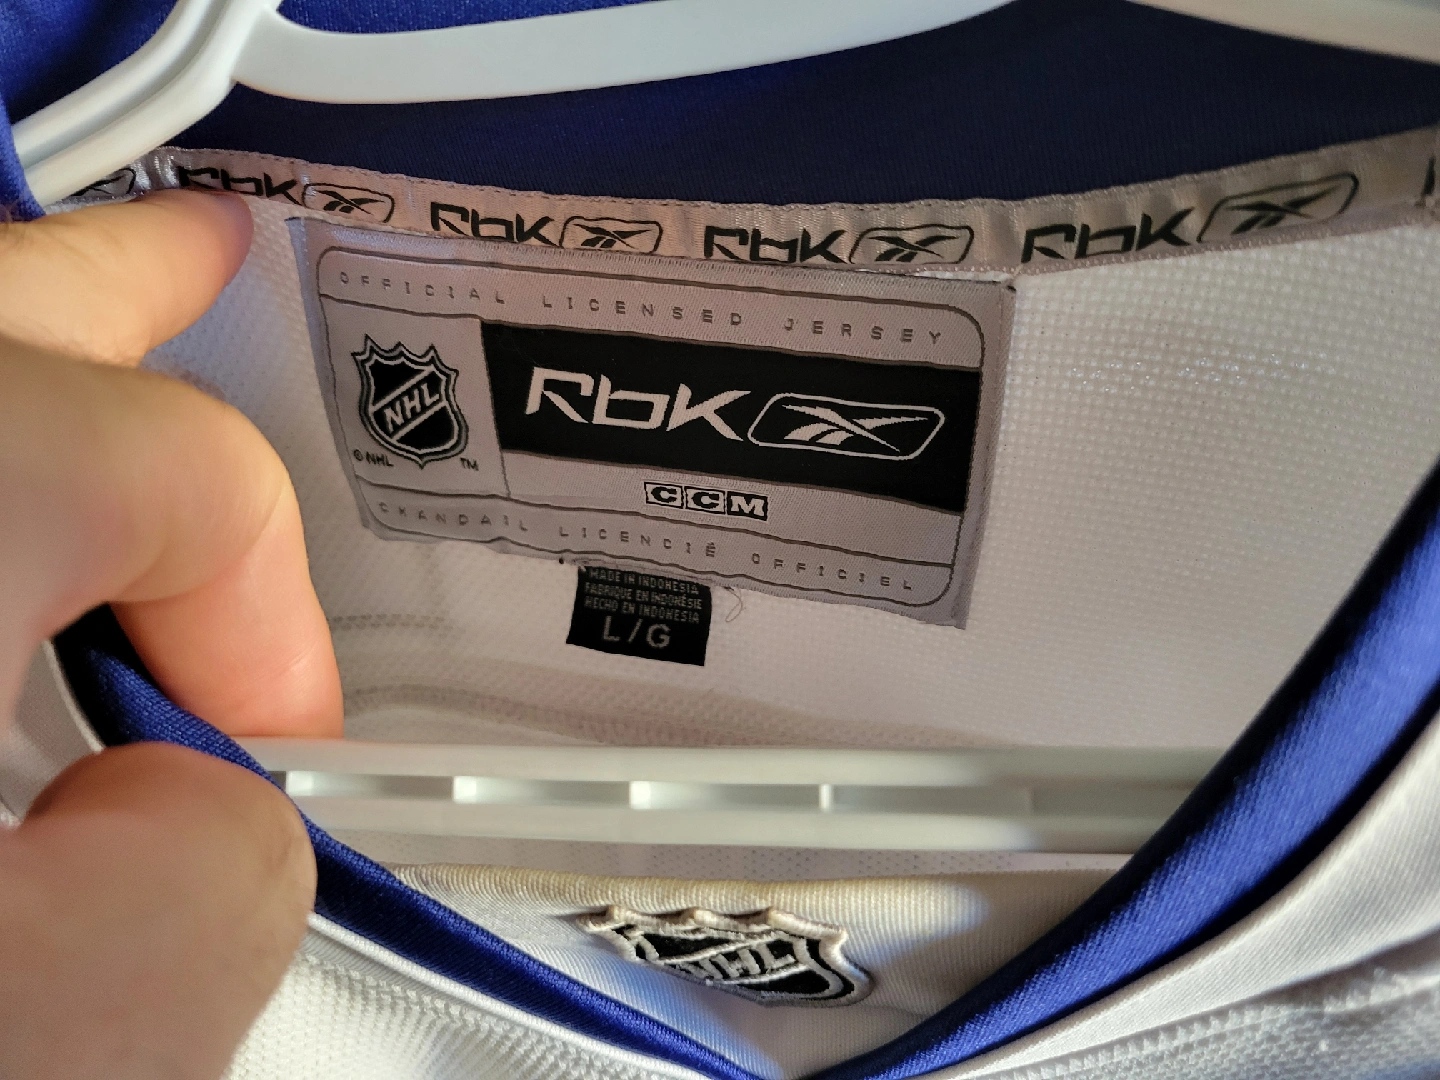 RbK RbK RbK RbK
OFFICIAL LICENSED JERSEY
NHL
RbK
© NHL TM
CCM
CHANDAIL LICENCIÉ OFFICIEL
MADE IN INDONESIA
FABRIQUE EN INDONÉSIE
HECHO EN INDONESIA
L/G
NHL